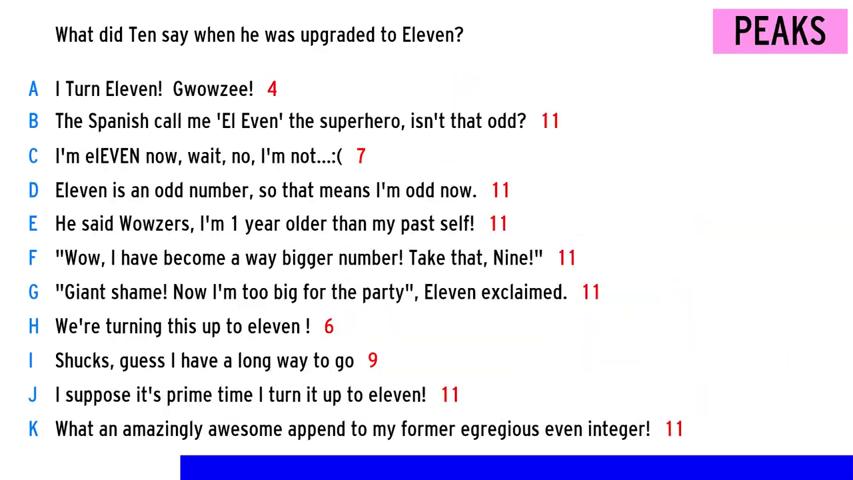 What did Ten say when he was upgraded to Eleven?
PEAKS
A I Turn Eleven! Gwowzee! 4
B The Spanish call me 'El Even' the superhero, isn't that odd? 11
C I'm elEVEN now, wait, no, I'm not...:( 7
D Eleven is an odd number, so that means I'm odd now. 11
E He said Wowzers, I'm 1 year older than my past self! 11
F "Wow, I have become a way bigger number! Take that, Nine!" 11
G "Giant shame! Now I'm too big for the party", Eleven exclaimed. 11
H We're turning this up to eleven ! 6
I Shucks, guess I have a long way to go 9
J I suppose it's prime time I turn it up to eleven! 11
K What an amazingly awesome append to my former egregious even integer! 11